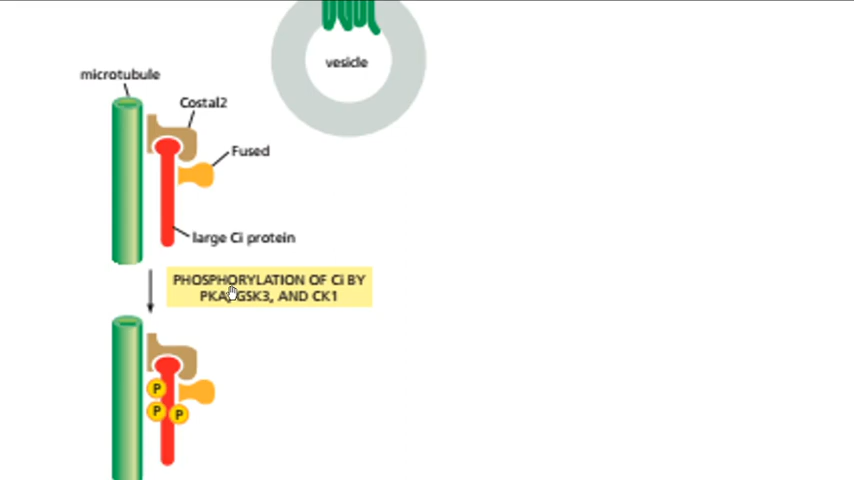 vesicle
microtubule
Costal2
Fused
large Ci protein
PHOSPHORYLATION OF Ci BY
PKA, GSK3, AND CK1
P
P
P